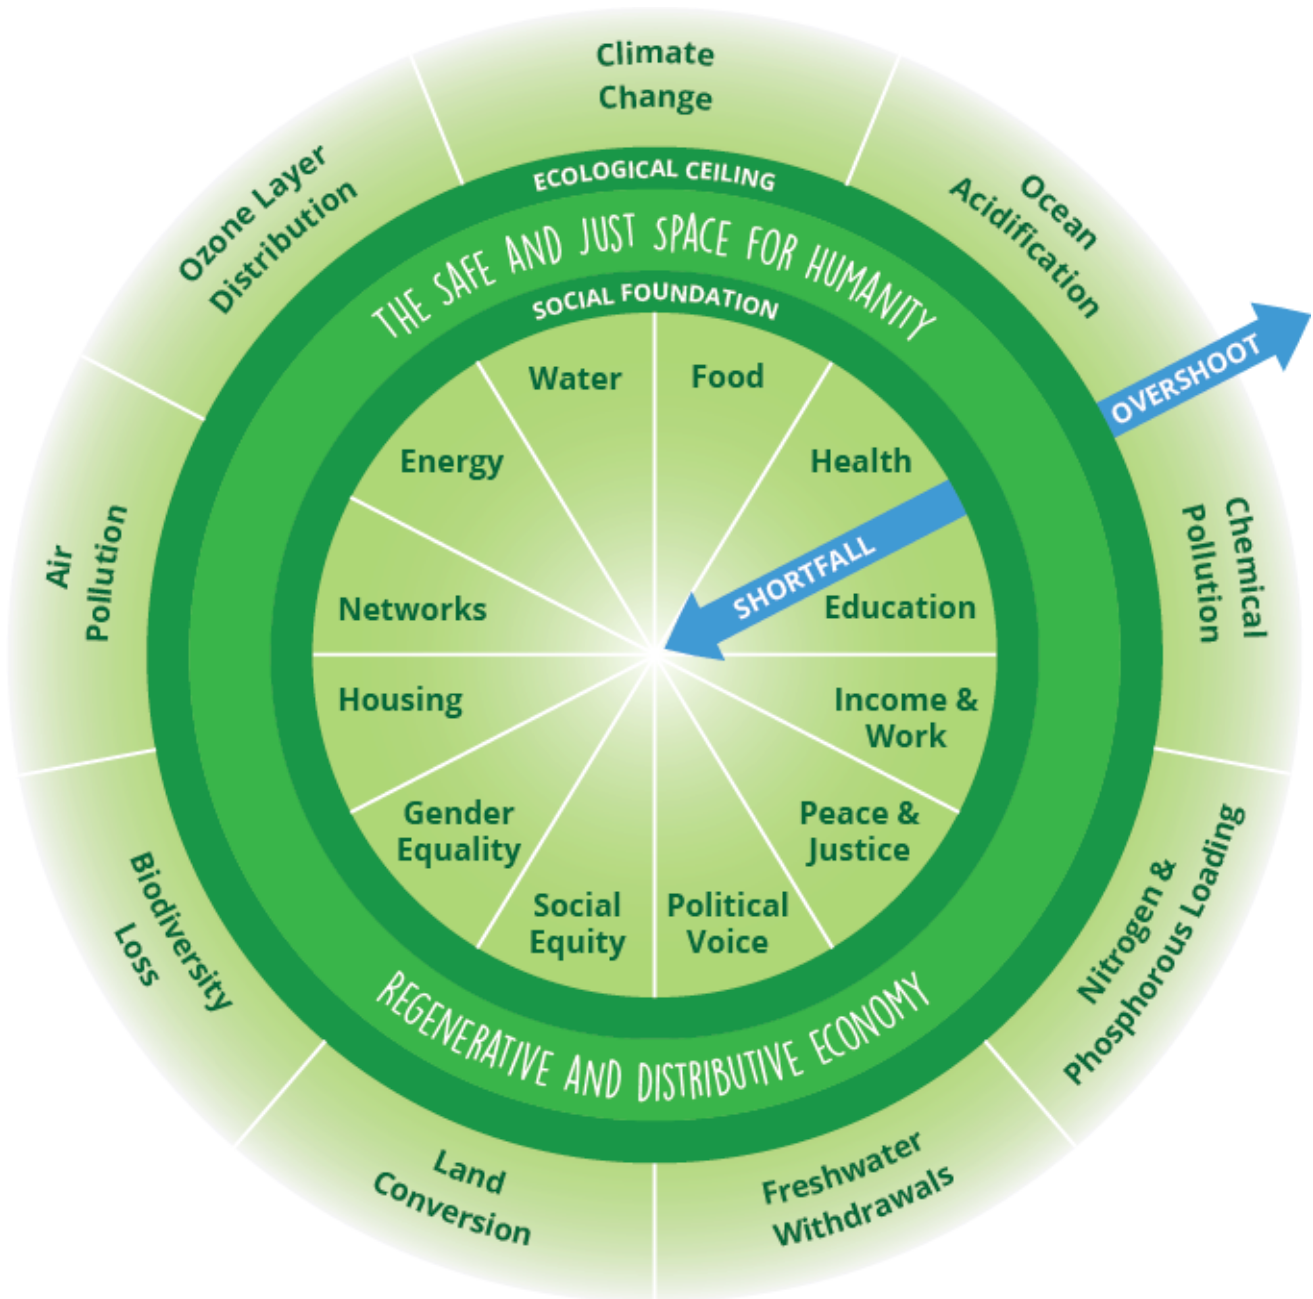 Climate
Change
Ocean
Acidification
OVERSHOOT
Chemical
Pollution
Nitrogen &
Phosphorous Loading
Freshwater
Withdrawals
Land
Conversion
Biodiversity
Loss
Air
Pollution
Ozone Layer
Distribution
ECOLOGICAL CEILING
THE SAFE AND JUST SPACE FOR HUMANITY
SOCIAL FOUNDATION
Water
Food
Energy
Health
SHORTFALL
Networks
Education
Housing
Income &
Work
Gender
Equality
Peace &
Justice
Social
Equity
Political
Voice
REGENERATIVE AND DISTRIBUTIVE ECONOMY